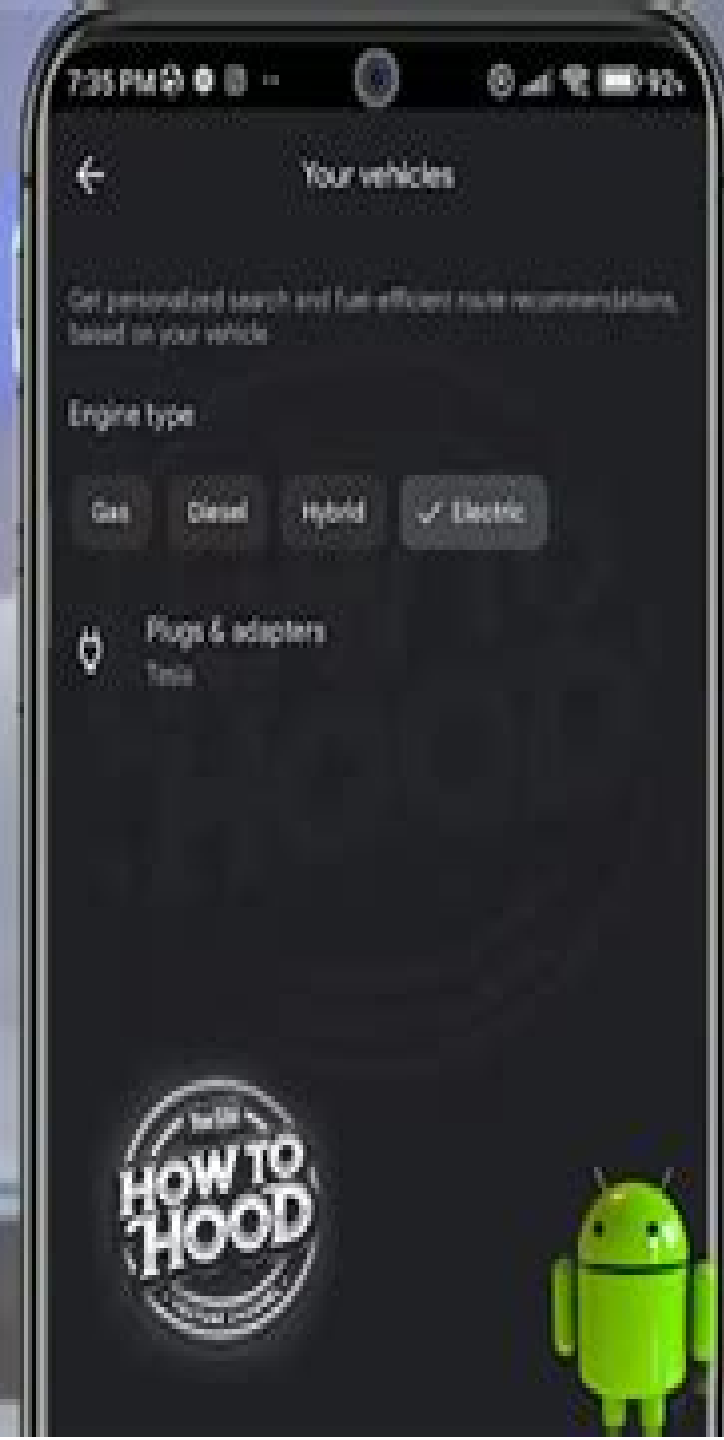 7:35 PM
92%
Your vehicles
Get personalized search and fuel-efficient route recommendations,
based on your vehicle
Engine type
Gas
Diesel
Hybrid
Electric
Plugs & adapters
Tesla
HOW TO
HOOD